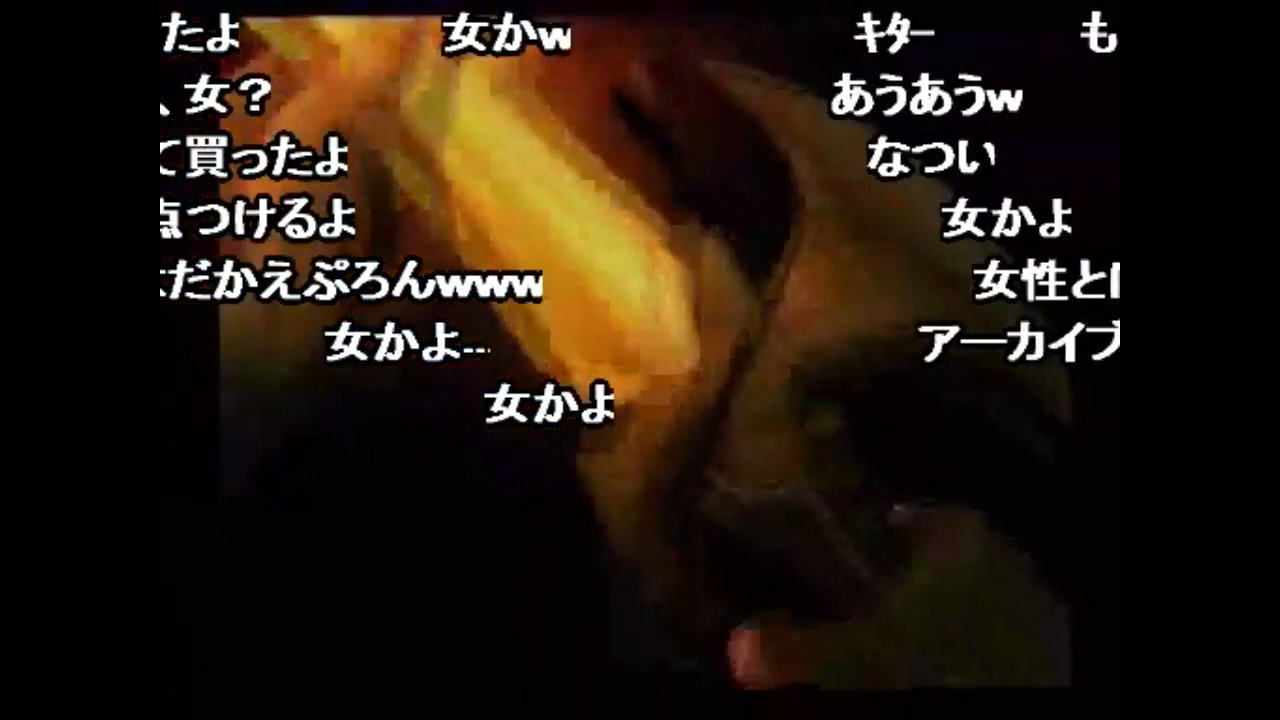 たよ 女かw ｷﾀｰ も
、女？ あうあうw
て買ったよ なつい
点つけるよ 女かよ
だかえぷろんwww 女性と
女かよ… アーカイブ
女かよ